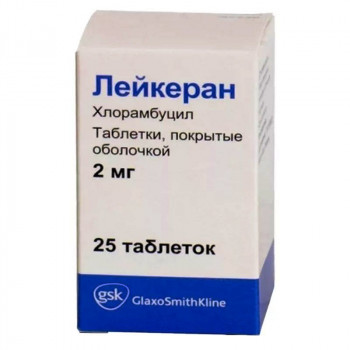 Лейкеран
Хлорамбуцил
Таблетки, покрытые
оболочкой
2 мг
25 таблеток
gsk GlaxoSmithKline